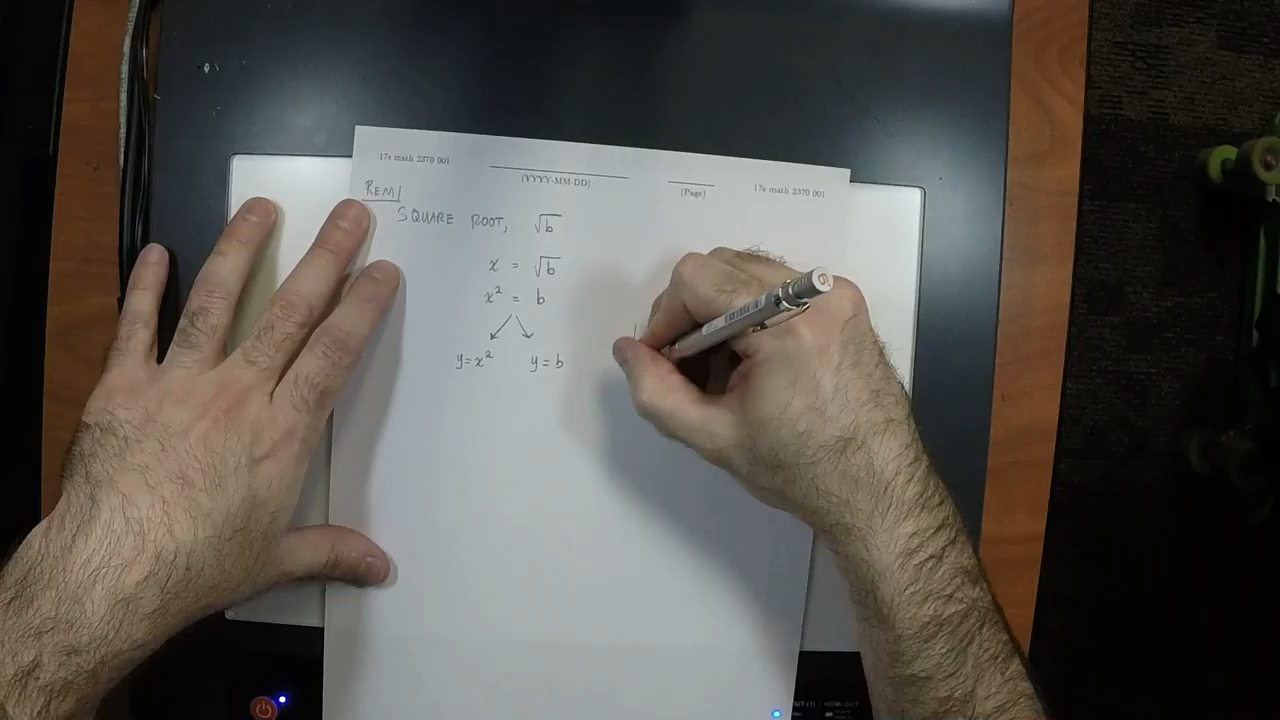 17s math 2370 001 (YYYY-MM-DD) (Page) 17s math 2370 001
REM/
SQUARE ROOT, √b
x = √b
x² = b
y=x² y=b